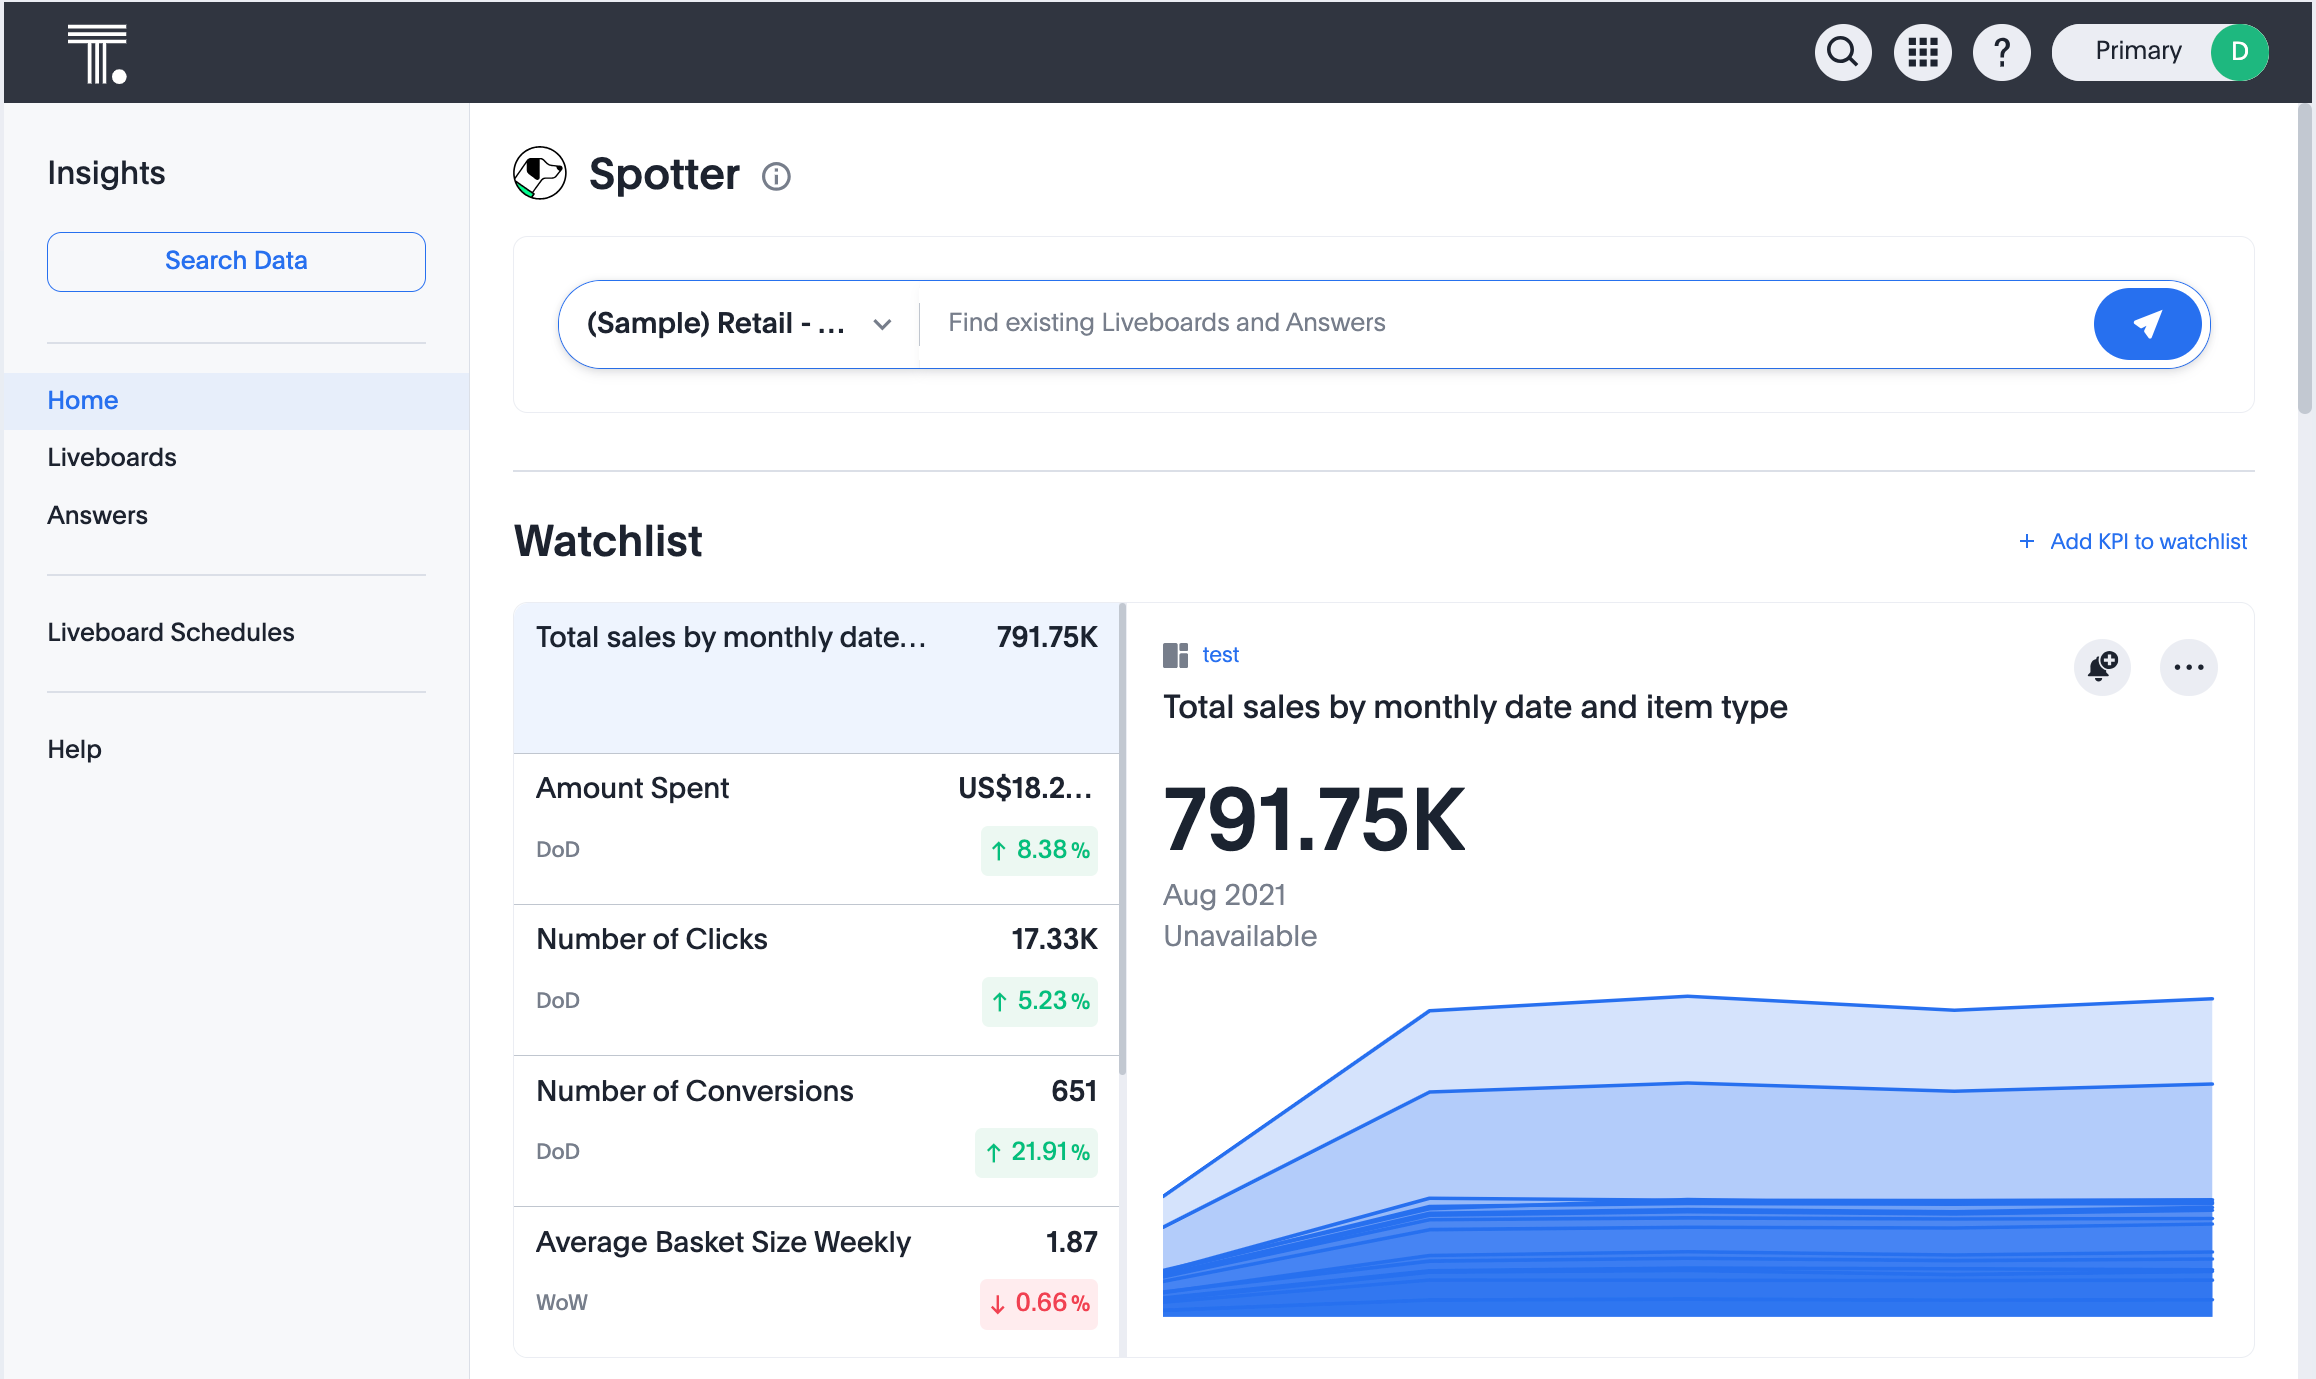 T.
?
Primary
D
Insights
Search Data
Home
Liveboards
Answers
Liveboard Schedules
Help
Spotter
(Sample) Retail - ...
Find existing Liveboards and Answers
Watchlist
+ Add KPI to watchlist
Total sales by monthly date... 791.75K
Amount Spent US$18.2...
DoD ↑ 8.38%
Number of Clicks 17.33K
DoD ↑ 5.23%
Number of Conversions 651
DoD ↑ 21.91%
Average Basket Size Weekly 1.87
WoW ↓ 0.66%
test
Total sales by monthly date and item type
791.75K
Aug 2021
Unavailable